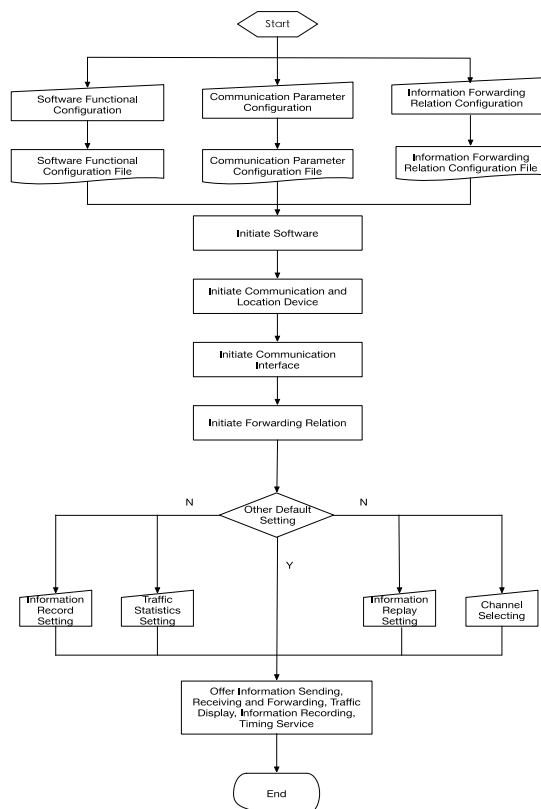 Start
Software Functional
Configuration
Communication Parameter
Configuration
Information Forwarding
Relation Configuration
Software Functional
Configuration File
Communication Parameter
Configuration File
Information Forwarding
Relation Configuration File
Initiate Software
Initiate Communication and
Location Device
Initiate Communication
Interface
Initiate Forwarding Relation
N
Other Default
Setting
N
Y
Information
Record
Setting
Traffic
Statistics
Setting
Information
Replay
Setting
Channel
Selecting
Offer Information Sending,
Receiving and Forwarding, Traffic
Display, Information Recording,
Timing Service
End